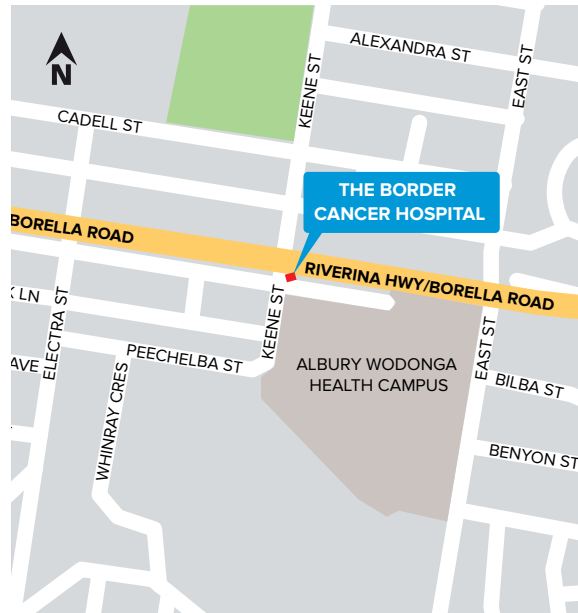 ALEXANDRA ST
N
KEENE ST
EAST ST
CADELL ST
THE BORDER
CANCER HOSPITAL
BORELLA ROAD
RIVERINA HWY/BORELLA ROAD
LN
ELECTRA ST
KEENE ST
EAST ST
PEECHELBA ST
AVE
ALBURY WODONGA
HEALTH CAMPUS
BILBA ST
WHINRAY CRES
BENYON ST